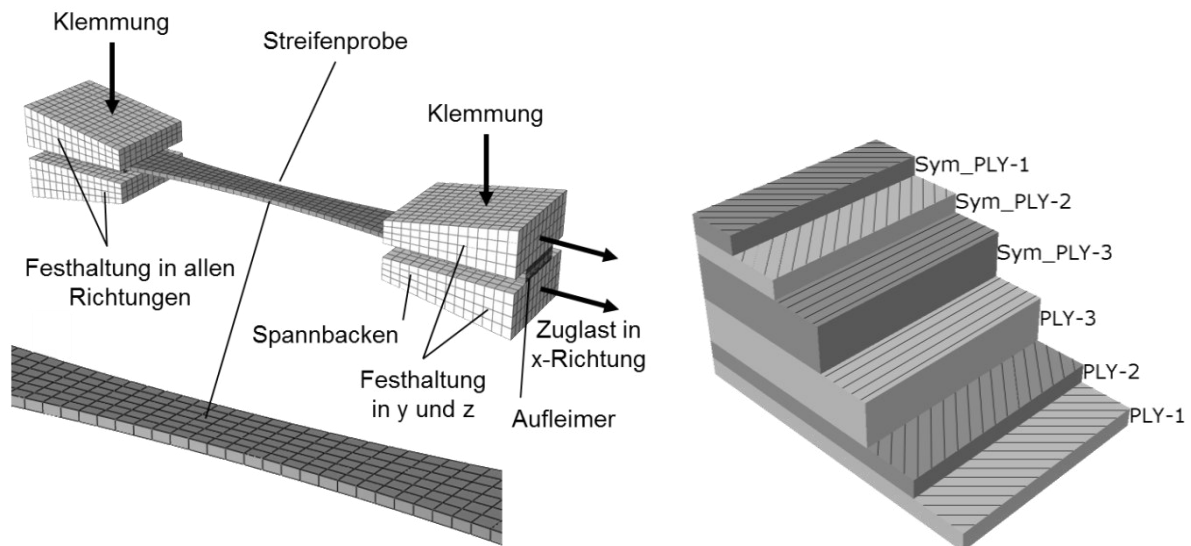 Klemmung
Streifenprobe
Klemmung
Festhaltung in allen
Richtungen
Spannbacken
Festhaltung
in y und z
Zuglast in
x-Richtung
Aufleimer
Sym_PLY-1
Sym_PLY-2
Sym_PLY-3
PLY-3
PLY-2
PLY-1